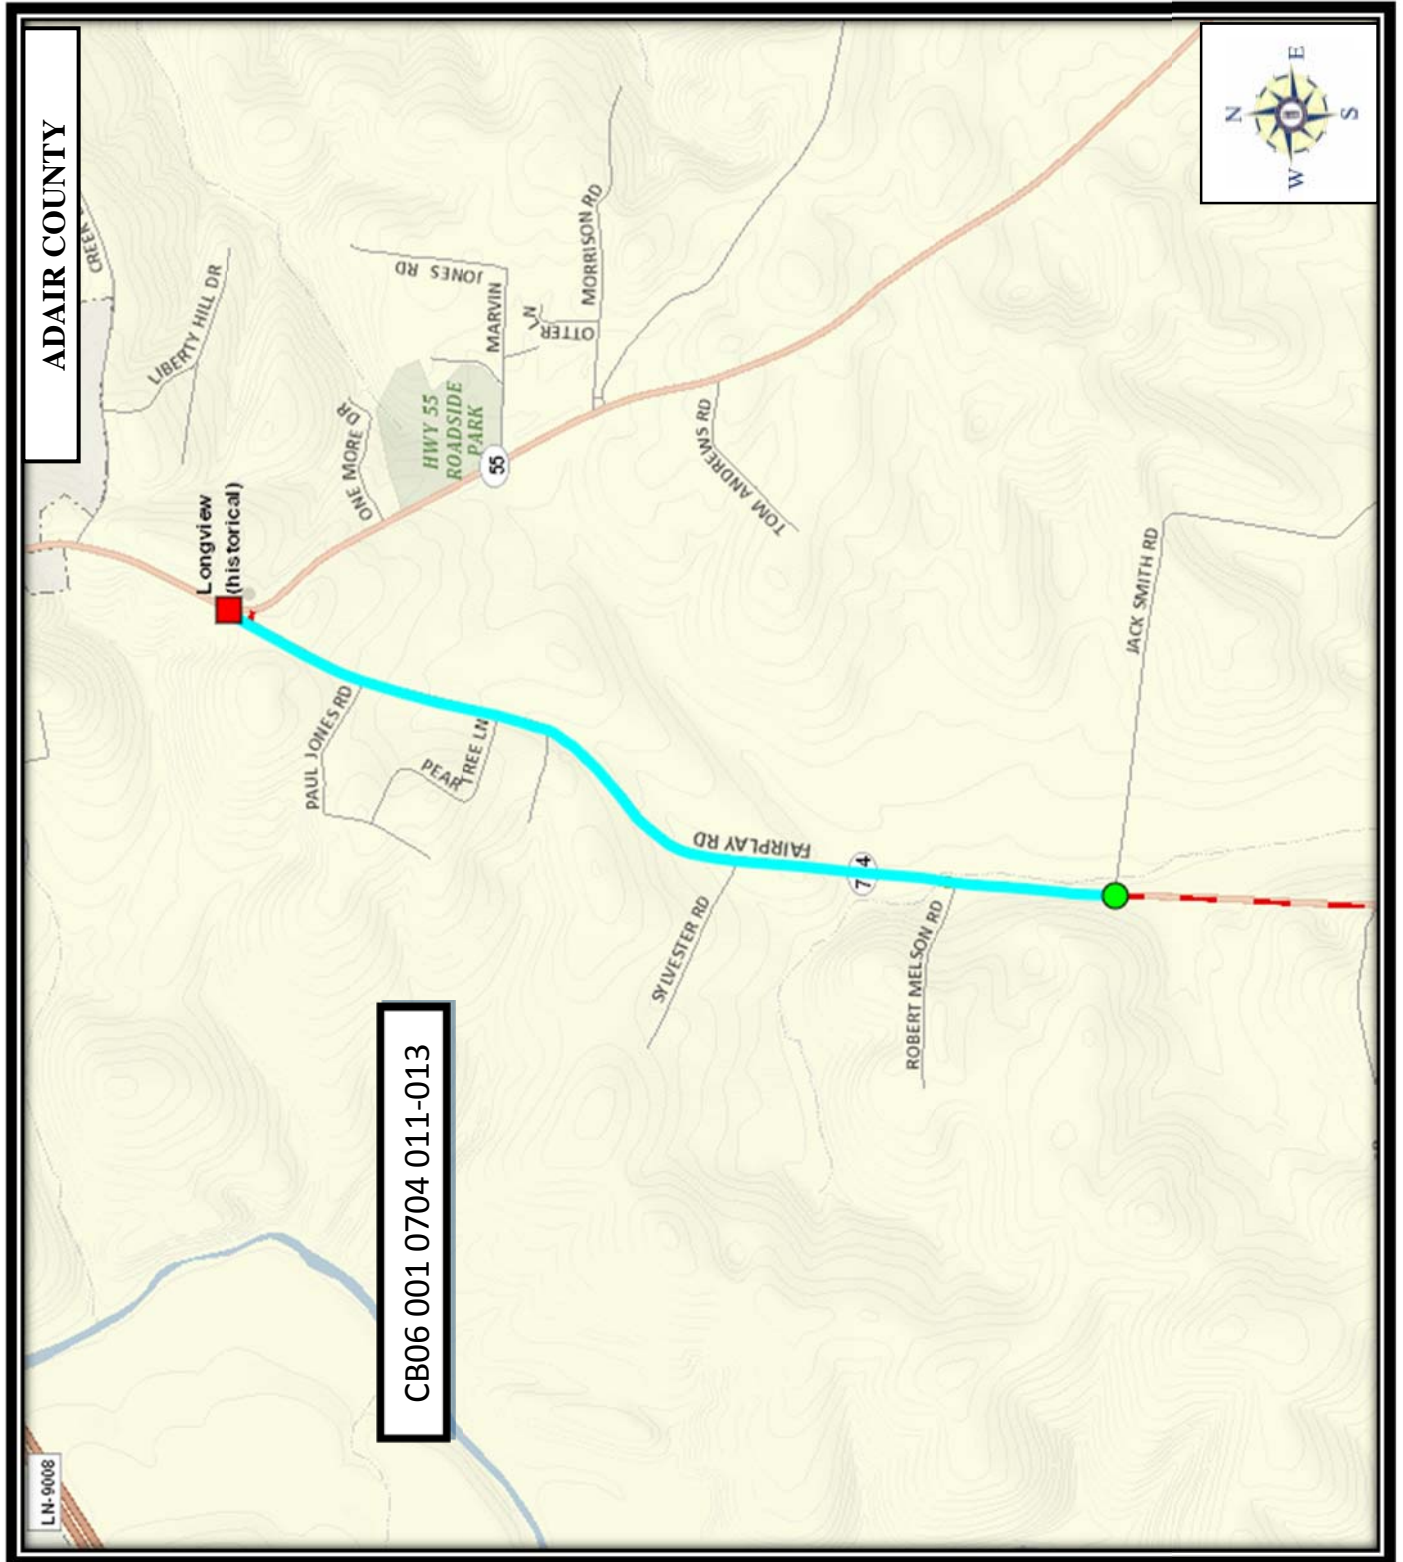 ADAIR COUNTY
N
E
S
W
CREEK
LIBERTY HILL DR
JONES RD
MARVIN
OTTER
LN
MORRISON RD
ONE MORE DR
HWY 55
ROADSIDE
PARK
55
Longview
(historical)
TOM ANDREWS RD
JACK SMITH RD
PAUL JONES RD
PEAR
TREE LN
FAIRPLAY RD
SYLVESTER RD
ROBERT MELSON RD
CB06 001 0704 011-013
LN-9008